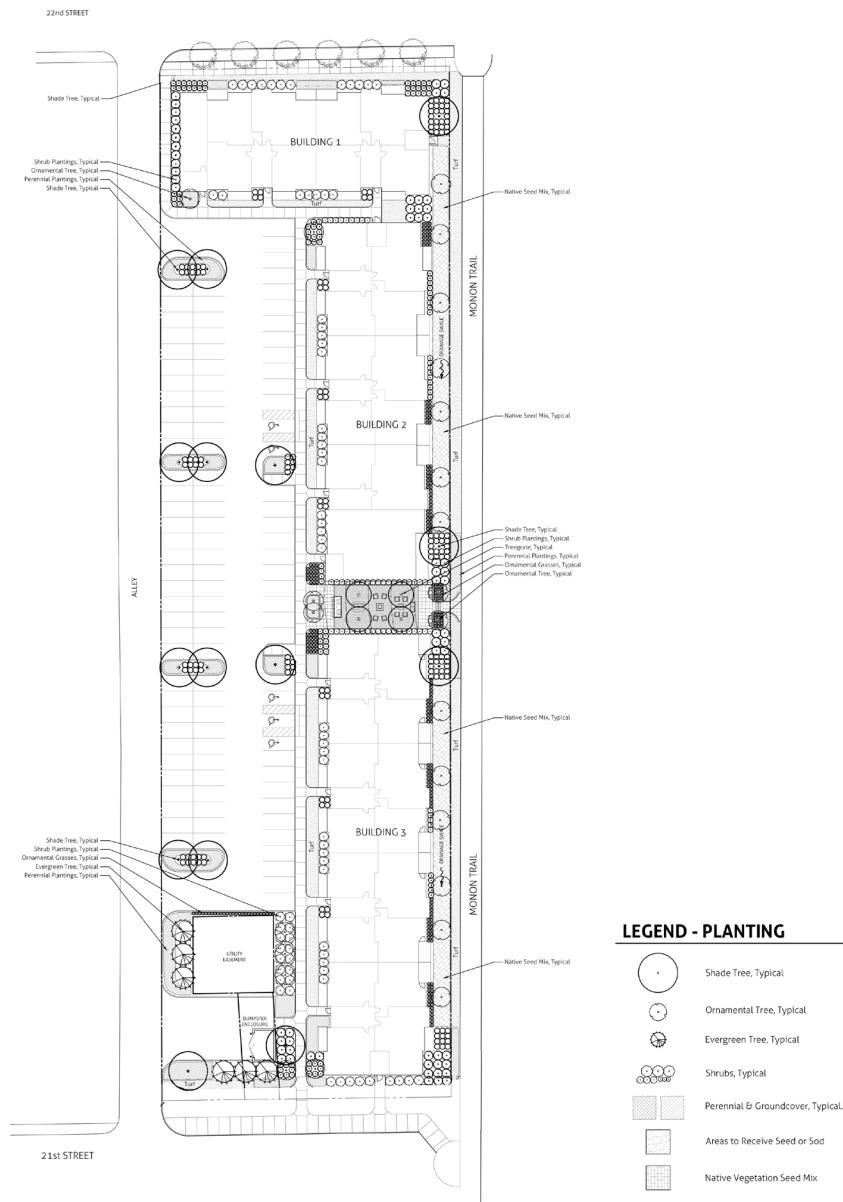 22nd STREET
Shade Tree, Typical
BUILDING 1
Shrub Plantings, Typical
Ornamental Tree, Typical
Perennial Plantings, Typical
Shade Tree, Typical
Turf
Turf
Native Seed Mix, Typical
MONON TRAIL
DRAINAGE SWALE
BUILDING 2
Native Seed Mix, Typical
Turf
Turf
ALLEY
Shade Tree, Typical
Shrub Plantings, Typical
Treegrate, Typical
Perennial Plantings, Typical
Ornamental Grasses, Typical
Ornamental Tree, Typical
Native Seed Mix, Typical
Turf
BUILDING 3
Turf
DRAINAGE SWALE
MONON TRAIL
Shade Tree, Typical
Shrub Plantings, Typical
Ornamental Grasses, Typical
Evergreen Tree, Typical
Perennial Plantings, Typical
UTILITY
EASEMENT
Turf
Native Seed Mix, Typical
DUMPSTER
ENCLOSURE
Turf
21st STREET
LEGEND - PLANTING
Shade Tree, Typical
Ornamental Tree, Typical
Evergreen Tree, Typical
Shrubs, Typical
Perennial & Groundcover, Typical.
Areas to Receive Seed or Sod
Native Vegetation Seed Mix